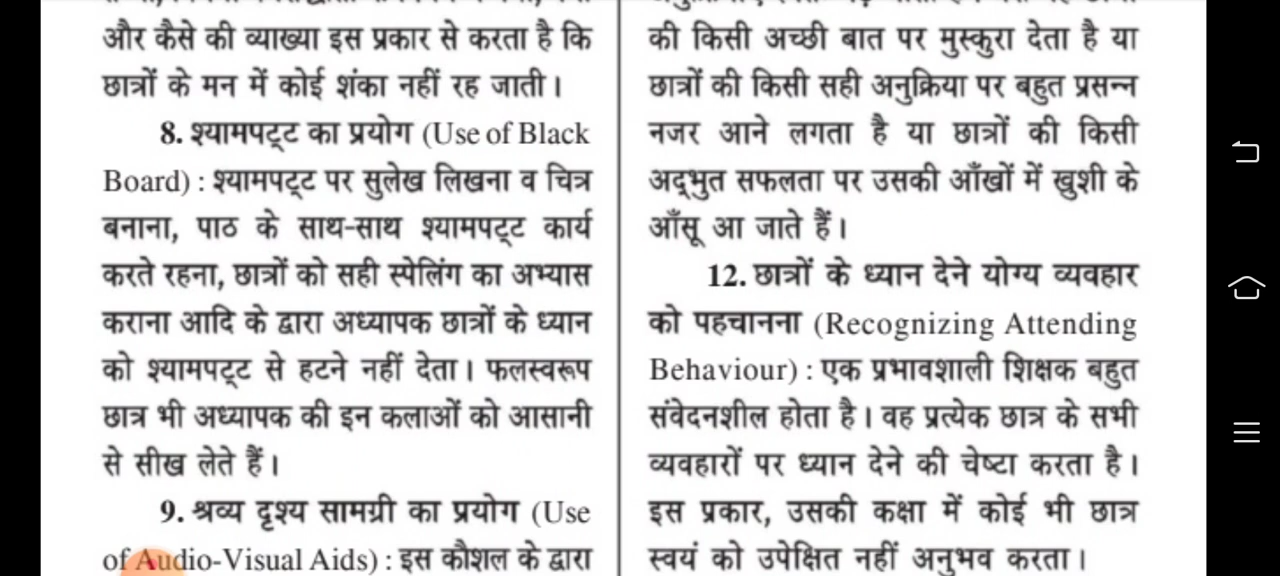 और कैसे की व्याख्या इस प्रकार से करता है कि
छात्रों के मन में कोई शंका नहीं रह जाती।
8. श्यामपट्ट का प्रयोग (Use of Black
Board) : श्यामपट्ट पर सुलेख लिखना व चित्र
बनाना, पाठ के साथ-साथ श्यामपट्ट कार्य
करते रहना, छात्रों को सही स्पेलिंग का अभ्यास
कराना आदि के द्वारा अध्यापक छात्रों के ध्यान
को श्यामपट्ट से हटने नहीं देता। फलस्वरूप
छात्र भी अध्यापक की इन कलाओं को आसानी
से सीख लेते हैं।
9. श्रव्य दृश्य सामग्री का प्रयोग (Use
of Audio-Visual Aids) : इस कौशल के द्वारा
की किसी अच्छी बात पर मुस्कुरा देता है या
छात्रों की किसी सही अनुक्रिया पर बहुत प्रसन्न
नजर आने लगता है या छात्रों की किसी
अद्भुत सफलता पर उसकी आँखों में खुशी के
आँसू आ जाते हैं।
12. छात्रों के ध्यान देने योग्य व्यवहार
को पहचानना (Recognizing Attending
Behaviour) : एक प्रभावशाली शिक्षक बहुत
संवेदनशील होता है। वह प्रत्येक छात्र के सभी
व्यवहारों पर ध्यान देने की चेष्टा करता है।
इस प्रकार, उसकी कक्षा में कोई भी छात्र
स्वयं को उपेक्षित नहीं अनुभव करता।